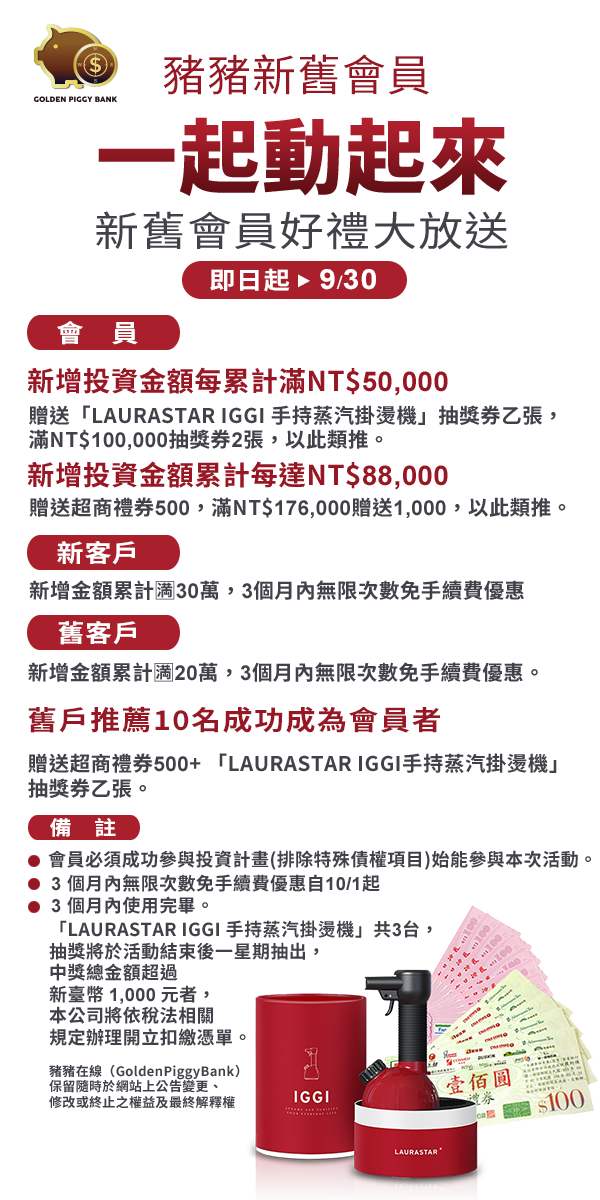 GOLDEN PIGGY BANK
豬豬新舊會員
一起動起來
新舊會員好禮大放送
即日起▶9/30
會 員
新增投資金額每累計滿NT$50,000
贈送「LAURASTAR IGGI 手持蒸汽掛燙機」抽獎券乙張，
滿NT$100,000抽獎券2張，以此類推。
新增投資金額累計每達NT$88,000
贈送超商禮券500，滿NT$176,000贈送1,000，以此類推。
新客戶
新增金額累計滿30萬，3個月內無限次數免手續費優惠
舊客戶
新增金額累計滿20萬，3個月內無限次數免手續費優惠。
舊戶推薦10名成功成為會員者
贈送超商禮券500+ 「LAURASTAR IGGI手持蒸汽掛燙機」
抽獎券乙張。
備 註
● 會員必須成功參與投資計畫(排除特殊債權項目)始能參與本次活動。
● 3 個月內無限次數免手續費優惠自10/1起
● 3 個月內使用完畢。
「LAURASTAR IGGI 手持蒸汽掛燙機」共3台，
抽獎將於活動結束後一星期抽出，
中獎總金額超過
新臺幣 1,000 元者，
本公司將依稅法相關
規定辦理開立扣繳憑單。
豬豬在線（GoldenPiggyBank）
保留隨時於網站上公告變更、
修改或終止之權益及最終解釋權
IGGI
LAURASTAR
壹佰圓
禮券
$100